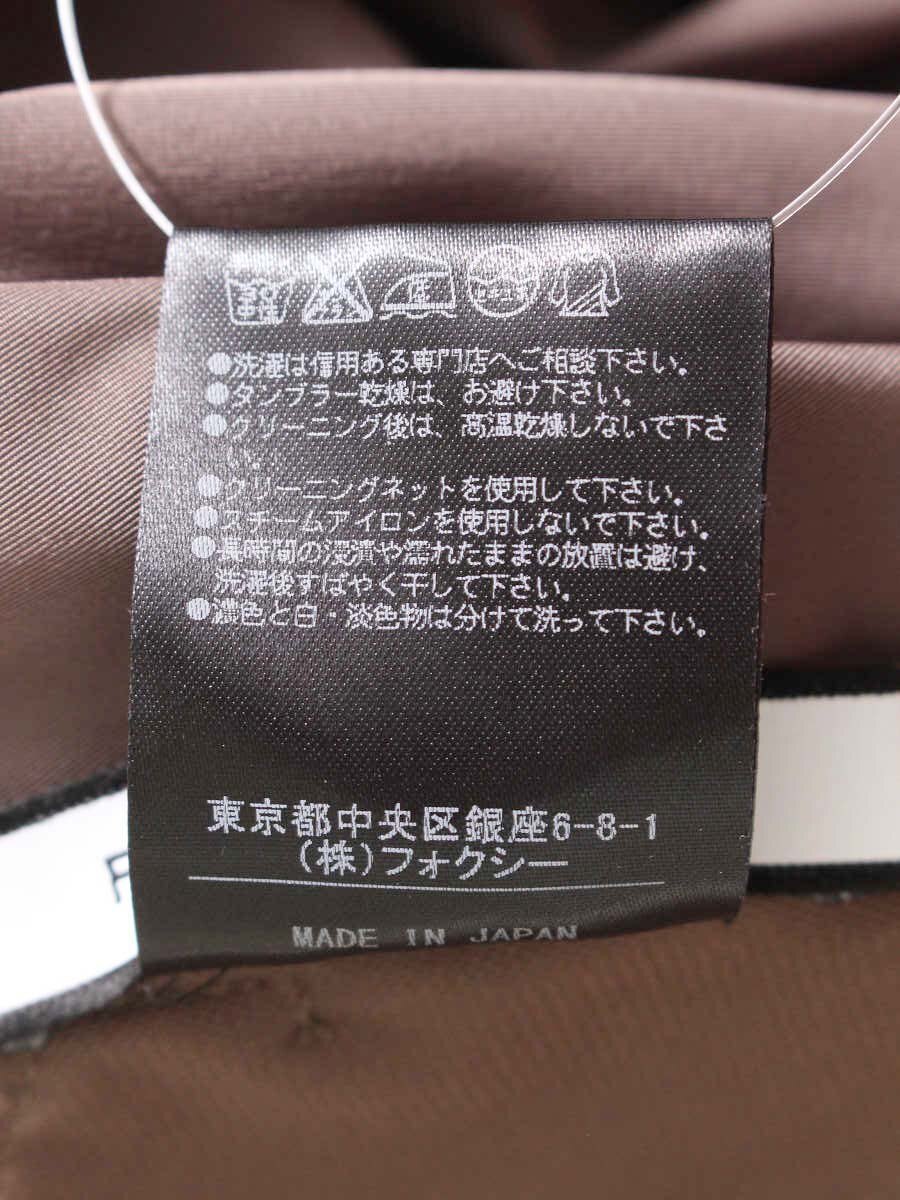 ●洗濯は信用ある専門店へご相談下さい。
●タンブラー乾燥は、お避け下さい。
●クリーニング後は、高温乾燥しないで下さ
い。
●クリーニングネットを使用して下さい。
●スチームアイロンを使用しないで下さい。
●長時間の浸漬や濡れたままの放置は避け、
洗濯後すばやく干して下さい。
●濃色と白・淡色物は分けて洗って下さい。
東京都中央区銀座6-8-1
(株)フォクシー
MADE IN JAPAN